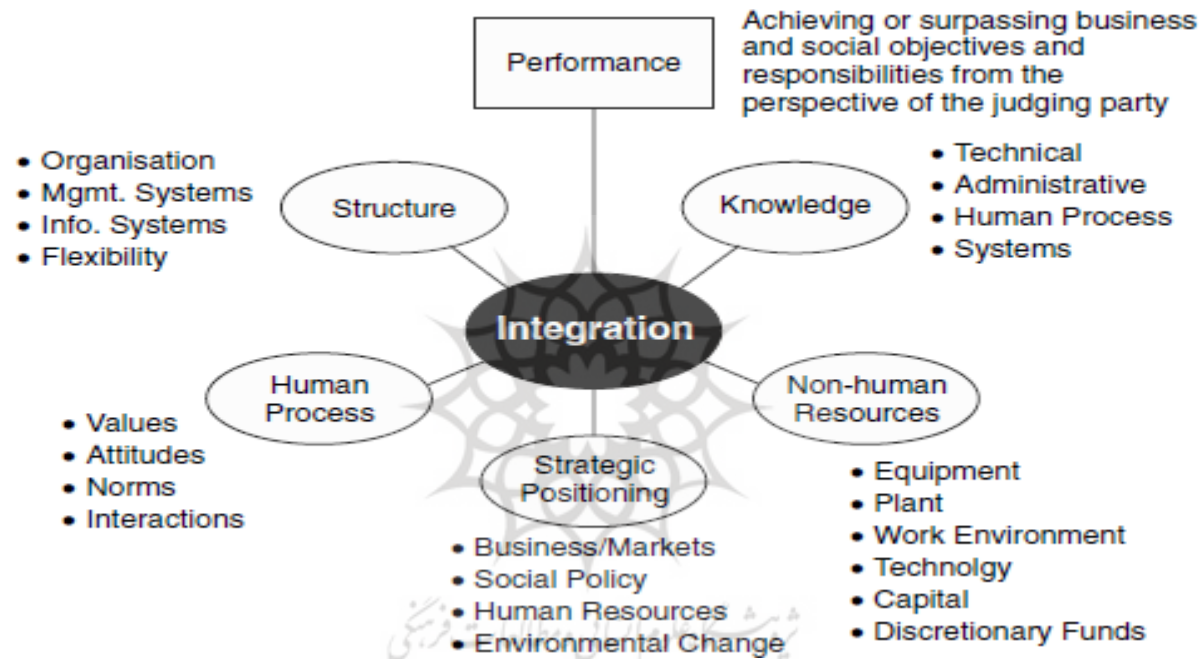 Performance
Achieving or surpassing business
and social objectives and
responsibilities from the
perspective of the judging party
• Organisation
• Mgmt. Systems
• Info. Systems
• Flexibility
Structure
Knowledge
• Technical
• Administrative
• Human Process
• Systems
Integration
Human
Process
Non-human
Resources
• Values
• Attitudes
• Norms
• Interactions
Strategic
Positioning
• Business/Markets
• Social Policy
• Human Resources
• Environmental Change
• Equipment
• Plant
• Work Environment
• Technolgy
• Capital
• Discretionary Funds